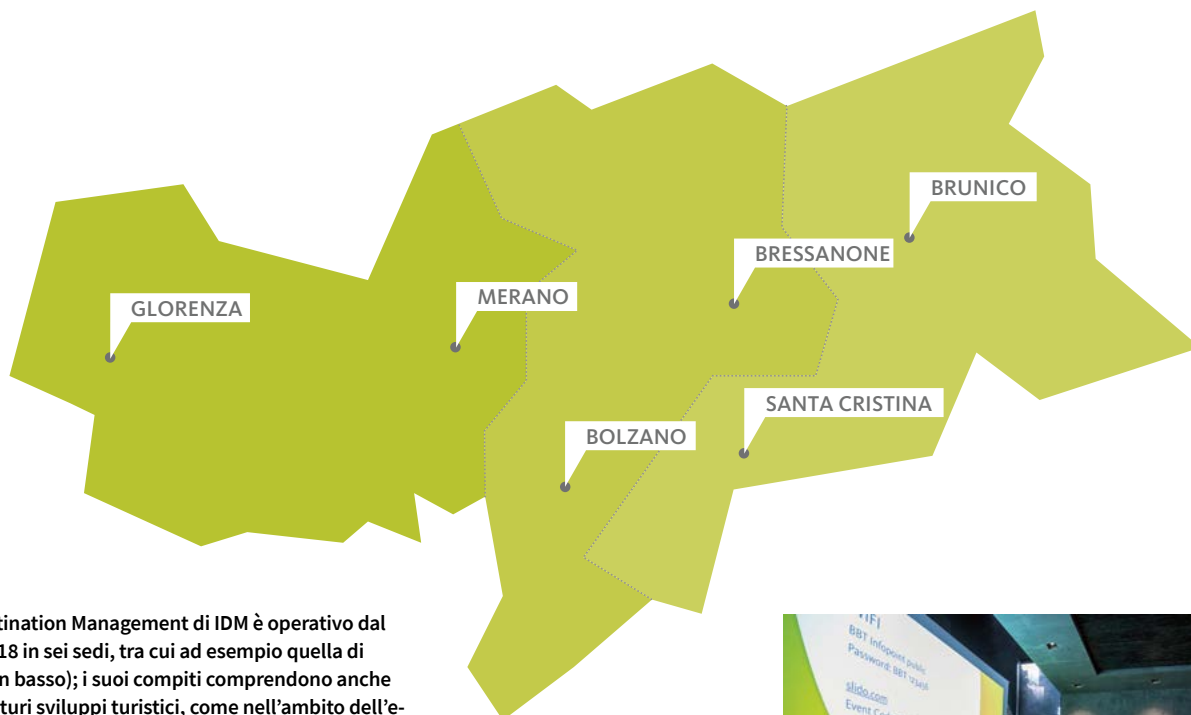 BRUNICO
BRESSANONE
GLORENZA
MERANO
SANTA CRISTINA
BOLZANO
tination Management di IDM è operativo dal
18 in sei sedi, tra cui ad esempio quella di
n basso); i suoi compiti comprendono anche
turi sviluppi turistici, come nell'ambito dell'e-
WiFi
BBT Infopoint public
Password: BBT
slido.com
Event